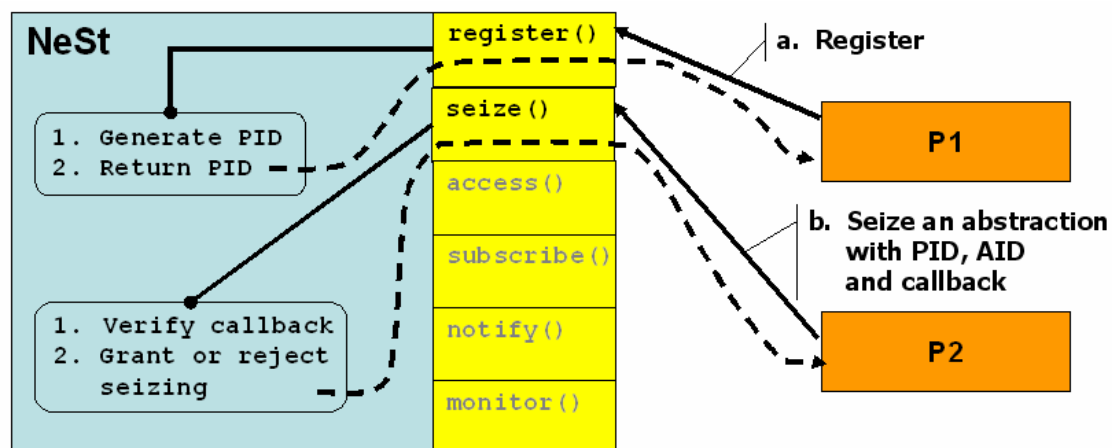 NeSt
register()
a. Register
1. Generate PID
2. Return PID
seize()
P1
access()
b. Seize an abstraction
with PID, AID
and callback
subscribe()
1. Verify callback
2. Grant or reject
seizing
notify()
P2
monitor()